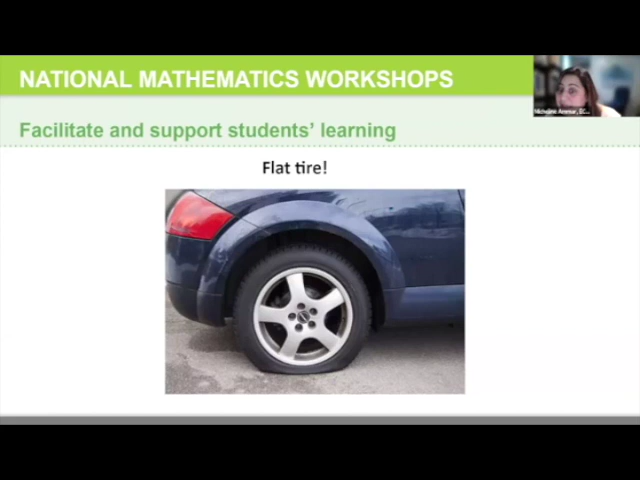 NATIONAL MATHEMATICS WORKSHOPS
Facilitate and support students' learning
Flat tire!